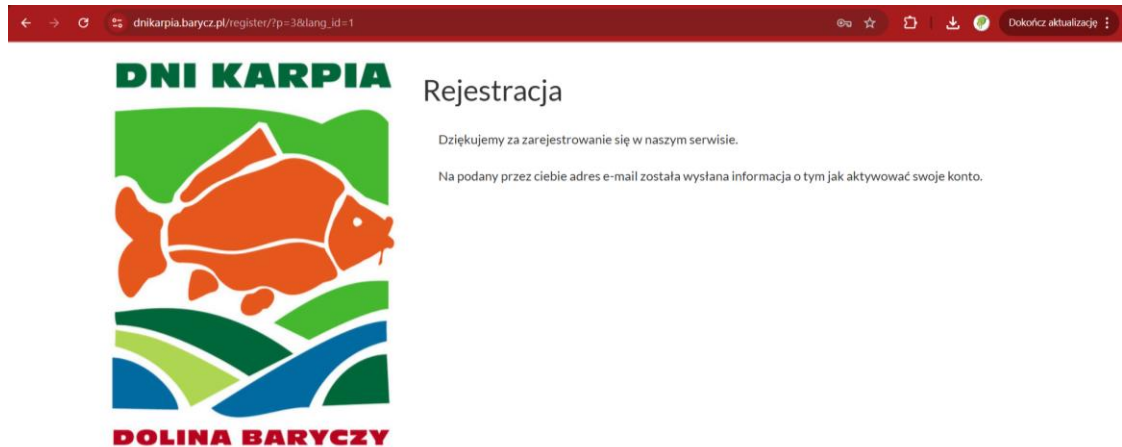 dnikarpia.barycz.pl/register/?p=3&lang_id=1
Dokończ aktualizację
DNI KARPIA
Rejestracja
Dziękujemy za zarejestrowanie się w naszym serwisie.
Na podany przez ciebie adres e-mail została wysłana informacja o tym jak aktywować swoje konto.
DOLINA BARYCZY